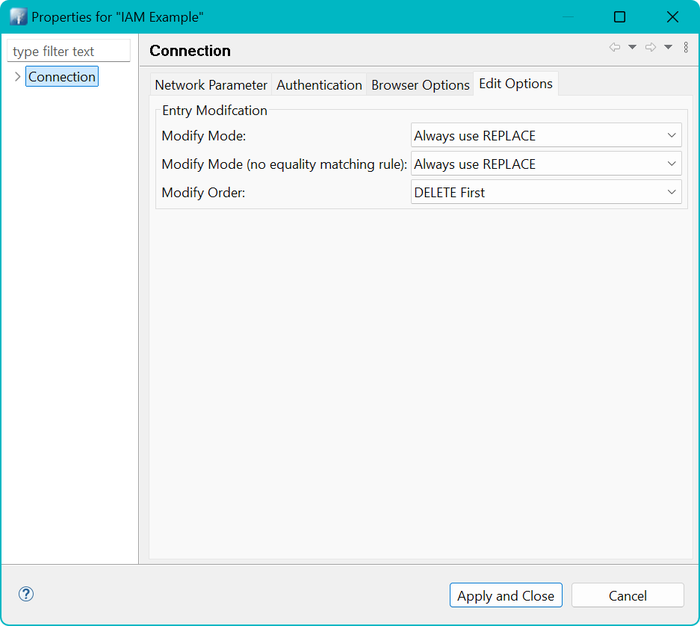 Properties for "IAM Example"
type filter text
Connection
Connection
Network Parameter Authentication Browser Options Edit Options
Entry Modifcation
Modify Mode: Always use REPLACE
Modify Mode (no equality matching rule): Always use REPLACE
Modify Order: DELETE First
Apply and Close Cancel